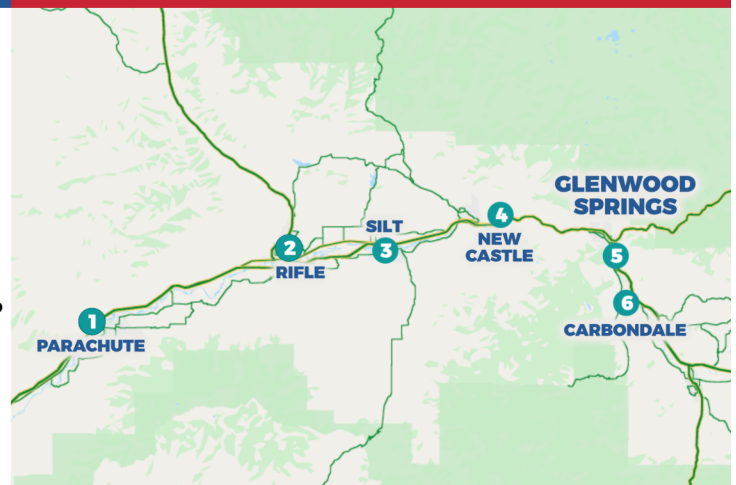 GLENWOOD
SPRINGS
4
NEW
CASTLE
SILT
3
2
RIFLE
5
6
CARBONDALE
1
PARACHUTE